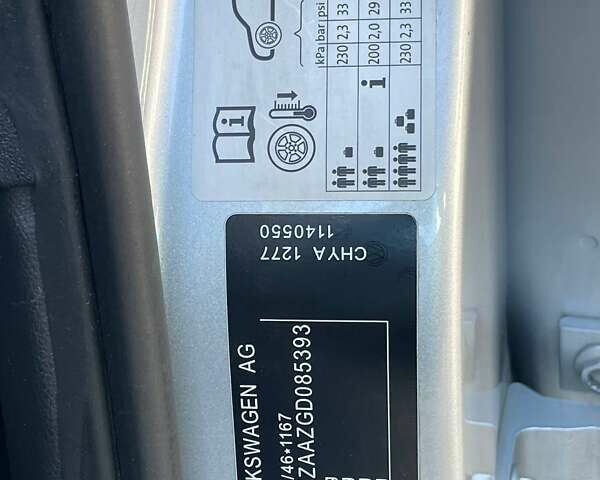 kPa bar psi
230 2,3 33
200 2,0 29
230 2,3 33
CHYA 1277
1140550
KSWAGEN AG
/46*1167
ZAAZGD085393